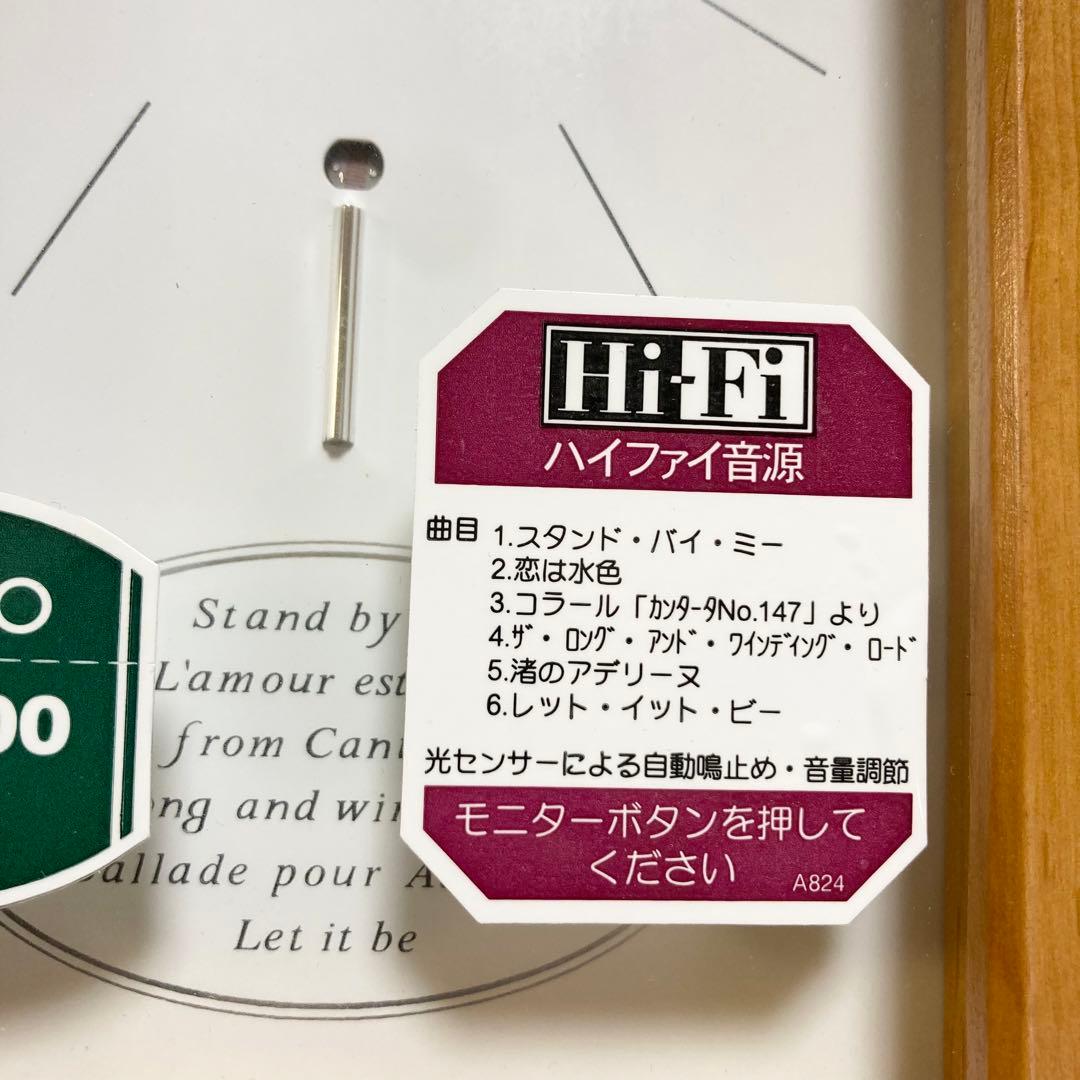 Hi-Fi
ハイファイ音源
曲目 1.スタンド・バイ・ミー
2.恋は水色
3.コラール「ｶﾝﾀｰﾀNo.147」より
4.ｻﾞ・ ﾛﾝｸﾞ・ ｱﾝﾄﾞ・ ﾜｲﾝﾃﾞｨﾝｸﾞ・ ﾛｰﾄﾞ
5.渚のアデリーヌ
6.レット・イット・ビー
光センサーによる自動鳴止め・音量調節
モニターボタンを押して
ください
A824
00
Stand by
L'amour est
from Cant
ong and win
allade pour A
Let it be